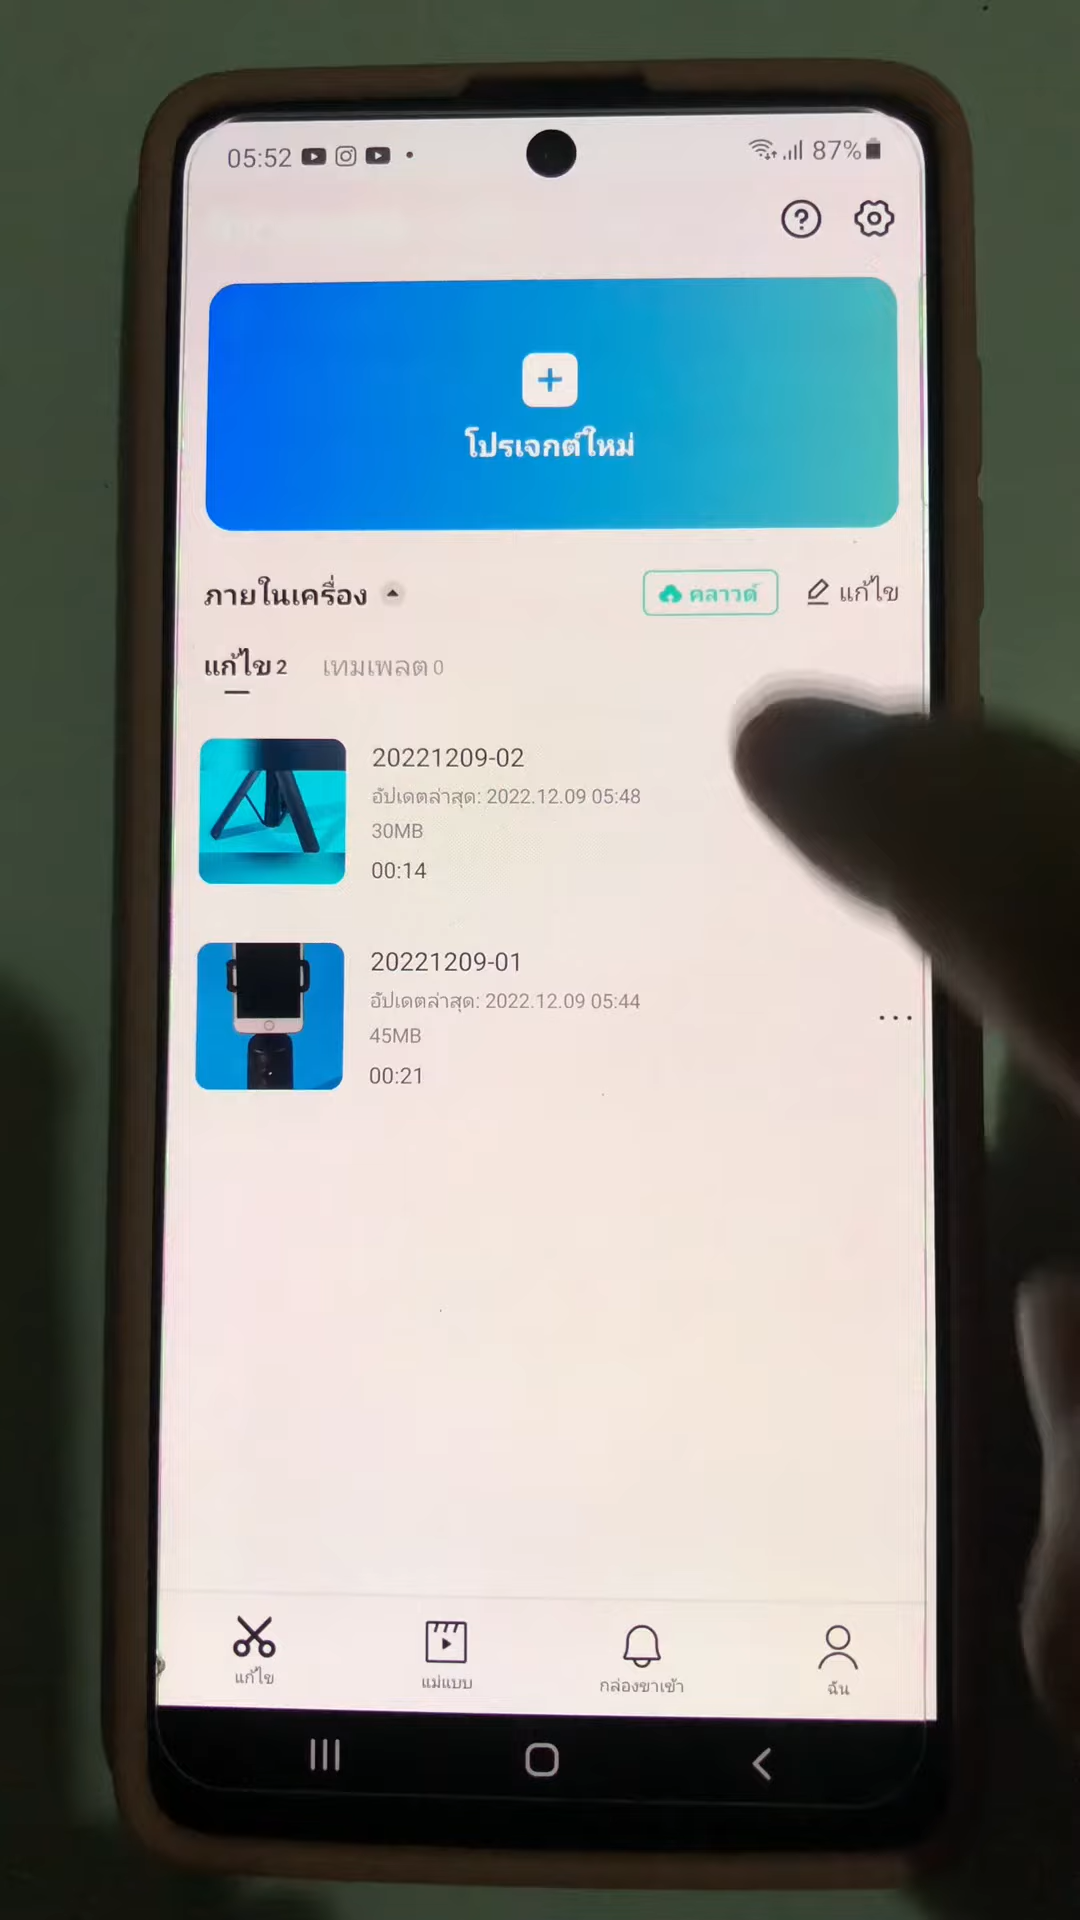 05:52
87%
โปรเจกต์ใหม่
ภายในเครื่อง
คลาวด์
แก้ไข
แก้ไข 2
เทมเพลต 0
20221209-02
อัปเดตล่าสุด: 2022.12.09 05:48
30MB
00:14
20221209-01
อัปเดตล่าสุด: 2022.12.09 05:44
45MB
00:21
แก้ไข
แม่แบบ
กล่องขาเข้า
ฉัน